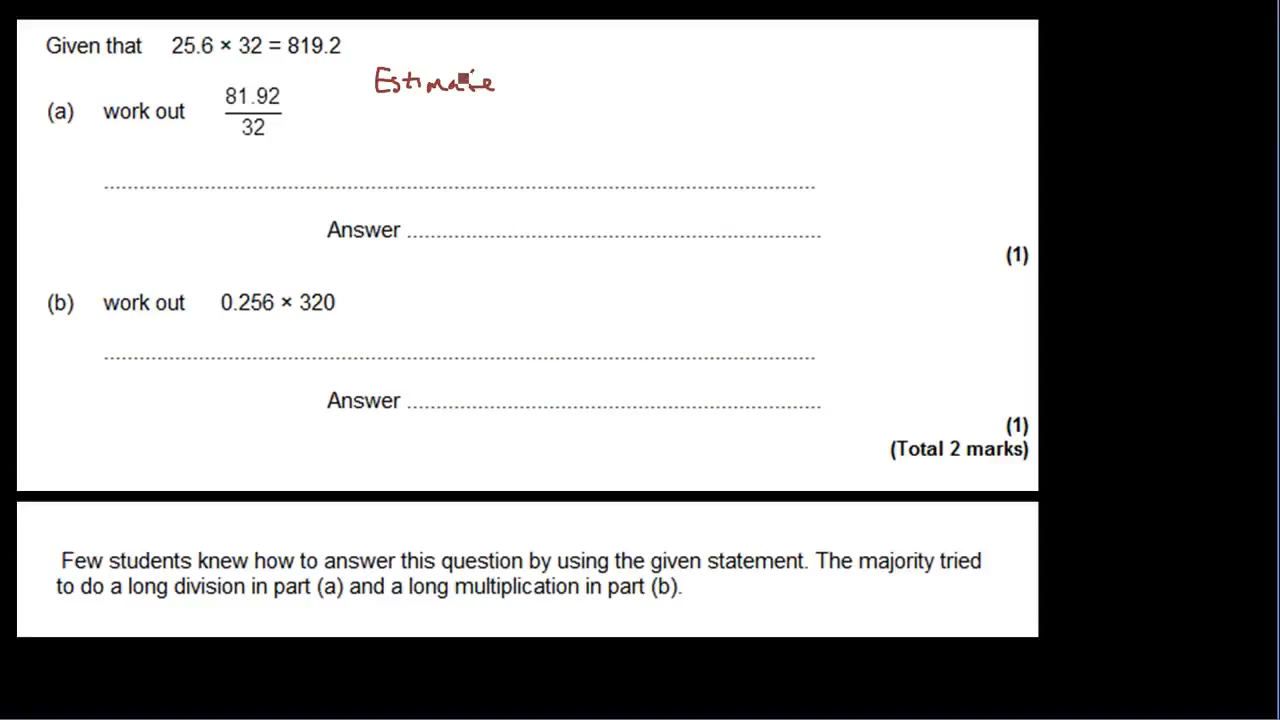 Given that 25.6 × 32 = 819.2
Estimate
(a) work out 81.92
32
Answer
(1)
(b) work out 0.256 × 320
Answer
(1)
(Total 2 marks)
Few students knew how to answer this question by using the given statement. The majority tried
to do a long division in part (a) and a long multiplication in part (b).